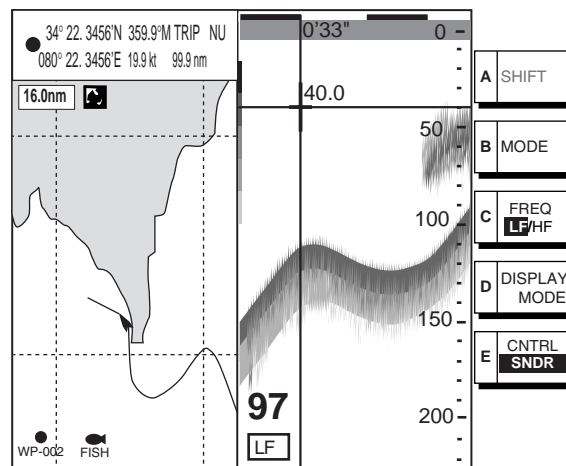 34° 22. 3456'N 359.9°M TRIP NU
080° 22. 3456'E 19.9 kt 99.9 nm
16.0nm
WP-002 FISH
0'33"
40.0
0
50
100
150
200
97
LF
A SHIFT
B MODE
C FREQ
LF/HF
D DISPLAY
MODE
E CNTRL
SNDR